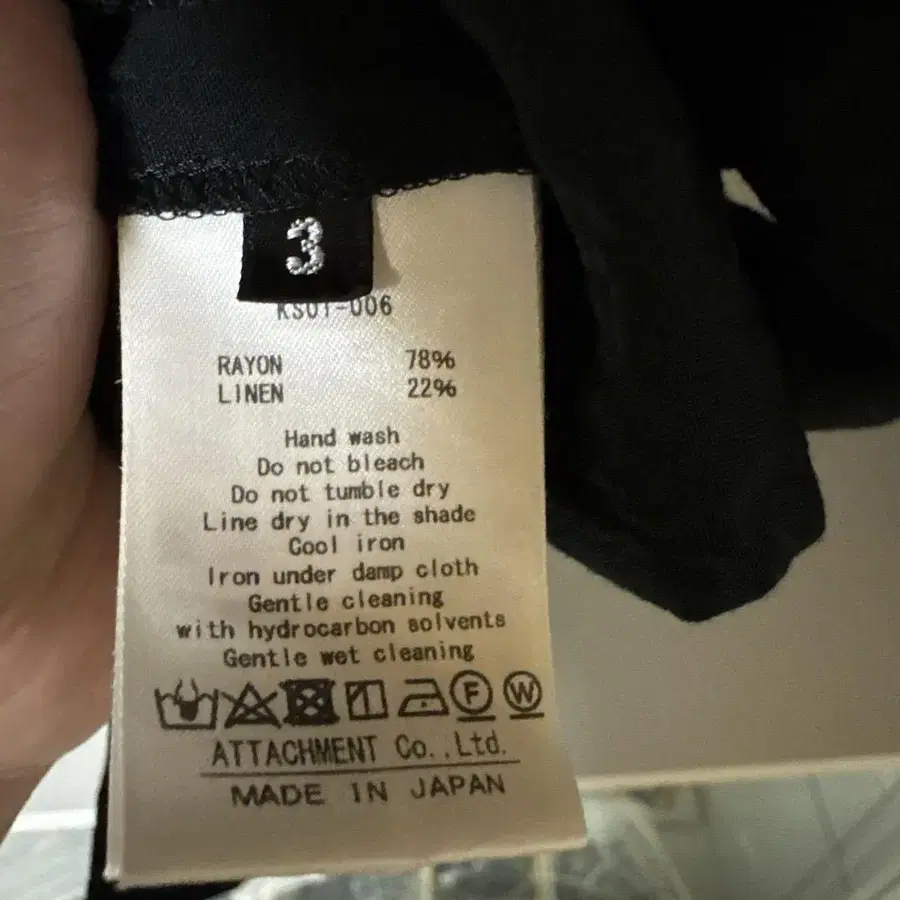 3
KS01-006
RAYON 78%
LINEN 22%
Hand wash
Do not bleach
Do not tumble dry
Line dry in the shade
Cool iron
Iron under damp cloth
Gentle cleaning
with hydrocarbon solvents
Gentle wet cleaning
F W
ATTACHMENT Co.,Ltd.
MADE IN JAPAN